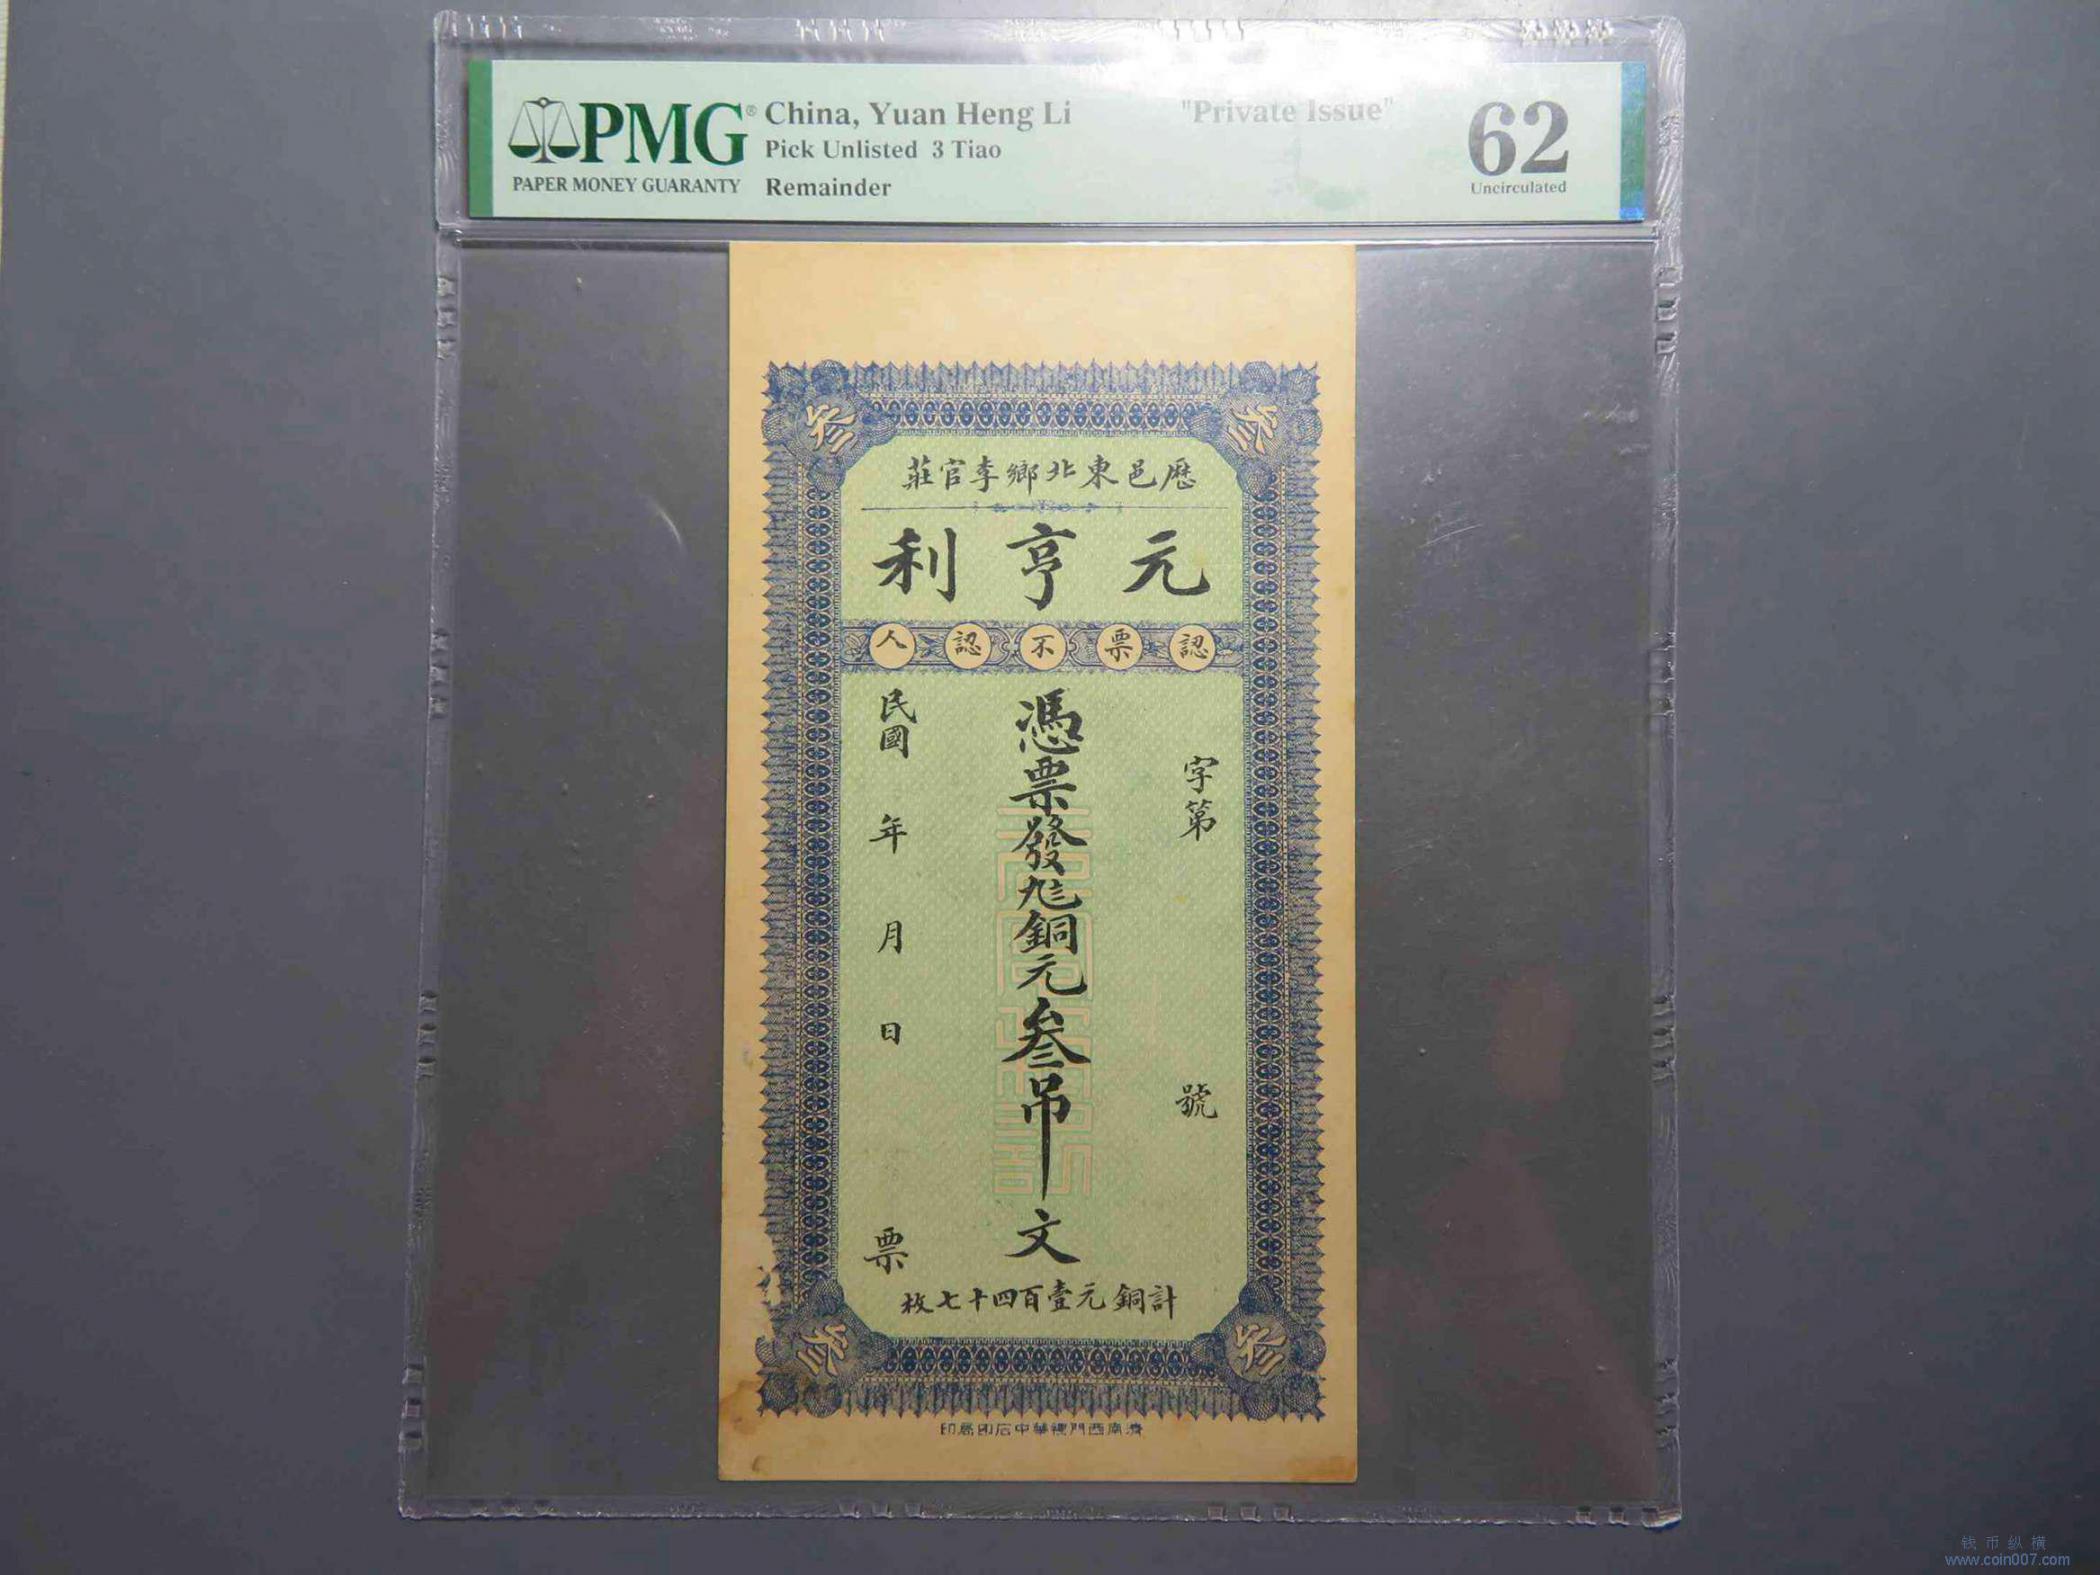 PMG® China, Yuan Heng Li "Private Issue" 62
Pick Unlisted 3 Tiao
PAPER MONEY GUARANTY Remainder Uncirculated
叁 叁
歷邑東北鄉李官莊
元亨利
認票不認人
字第 號
憑票發 銅元叁吊文
民國 年 月 日 票
計銅元壹百四十七枚
叁 叁
濟南西門裡華中石印局印
钱币纵横
www.coin007.com